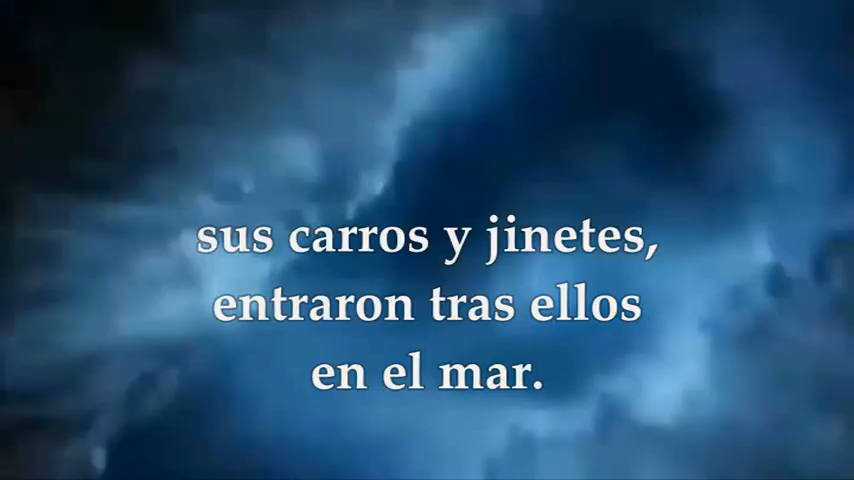 sus carros y jinetes,
entraron tras ellos
en el mar.